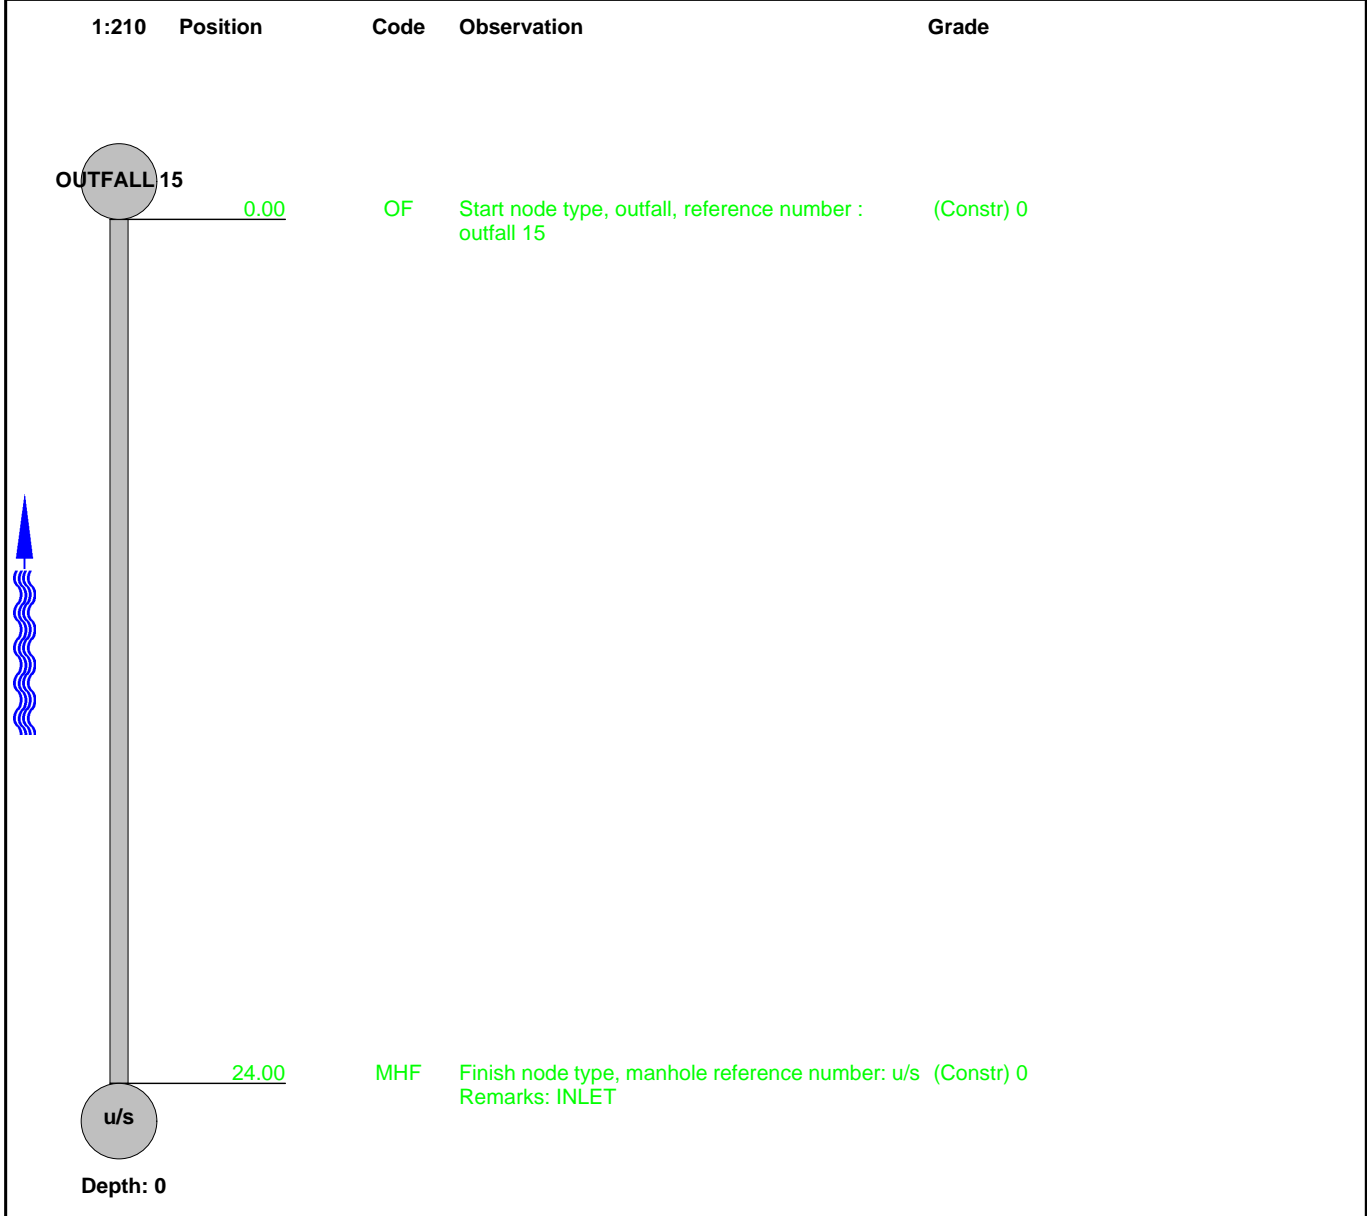 1:210 Position Code Observation Grade
OUTFALL 15
0.00 OF Start node type, outfall, reference number : (Constr) 0
outfall 15
24.00 MHF Finish node type, manhole reference number: u/s (Constr) 0
Remarks: INLET
u/s
Depth: 0